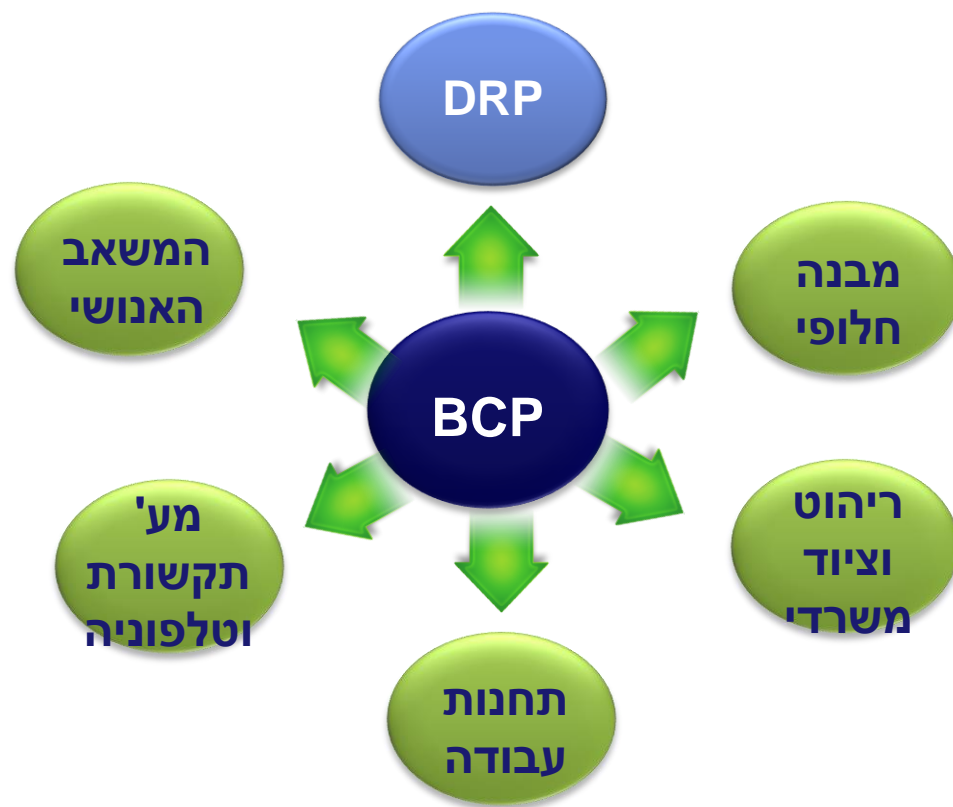 DRP
מבנה
חלופי
המשאב
האנושי
BCP
ריהוט
וציוד
משרדי
מע'
תקשורת
וטלפוניה
תחנות
עבודה